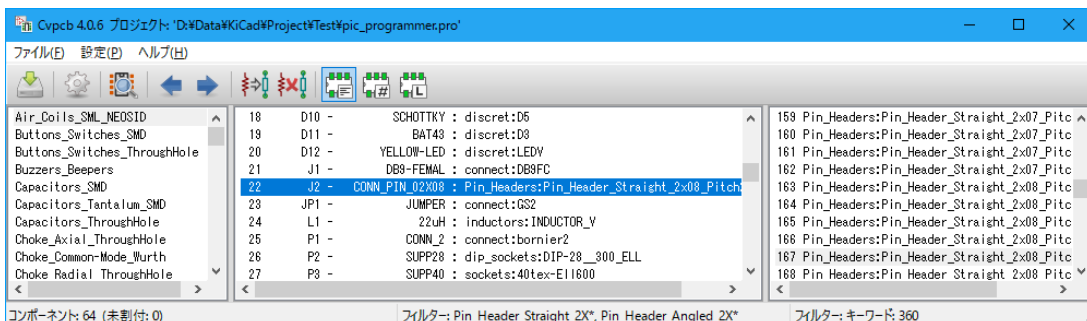 Cvpcb 4.0.6 プロジェクト: 'D:¥Data¥KiCad¥Project¥Test¥pic_programmer.pro'
ファイル(F) 設定(P) ヘルプ(H)
Air_Coils_SML_NEOSID
Buttons_Switches_SMD
Buttons_Switches_ThroughHole
Buzzers_Beepers
Capacitors_SMD
Capacitors_Tantalum_SMD
Capacitors_ThroughHole
Choke_Axial_ThroughHole
Choke_Common-Mode_Wurth
Choke_Radial_ThroughHole
18 D10 - SCHOTTKY : discret:D5
19 D11 - BAT43 : discret:D3
20 D12 - YELLOW-LED : discret:LEDV
21 J1 - DB9-FEMAL : connect:DB9FC
22 J2 - CONN_PIN_02X08 : Pin_Headers:Pin_Header_Straight_2x08_Pitch
23 JP1 - JUMPER : connect:GS2
24 L1 - 22uH : inductors:INDUCTOR_V
25 P1 - CONN_2 : connect:bornier2
26 P2 - SUPP28 : dip_sockets:DIP-28__300_ELL
27 P3 - SUPP40 : sockets:40tex-Ell600
159 Pin_Headers:Pin_Header_Straight_2x07_Pitc
160 Pin_Headers:Pin_Header_Straight_2x07_Pitc
161 Pin_Headers:Pin_Header_Straight_2x07_Pitc
162 Pin_Headers:Pin_Header_Straight_2x07_Pitc
163 Pin_Headers:Pin_Header_Straight_2x08_Pitc
164 Pin_Headers:Pin_Header_Straight_2x08_Pitc
165 Pin_Headers:Pin_Header_Straight_2x08_Pitc
166 Pin_Headers:Pin_Header_Straight_2x08_Pitc
167 Pin_Headers:Pin_Header_Straight_2x08_Pitc
168 Pin_Headers:Pin_Header_Straight_2x08_Pitc
コンポーネント: 64 (未割付: 0)
フィルター: Pin_Header_Straight_2X*, Pin_Header_Angled_2X*
フィルター: キーワード: 360